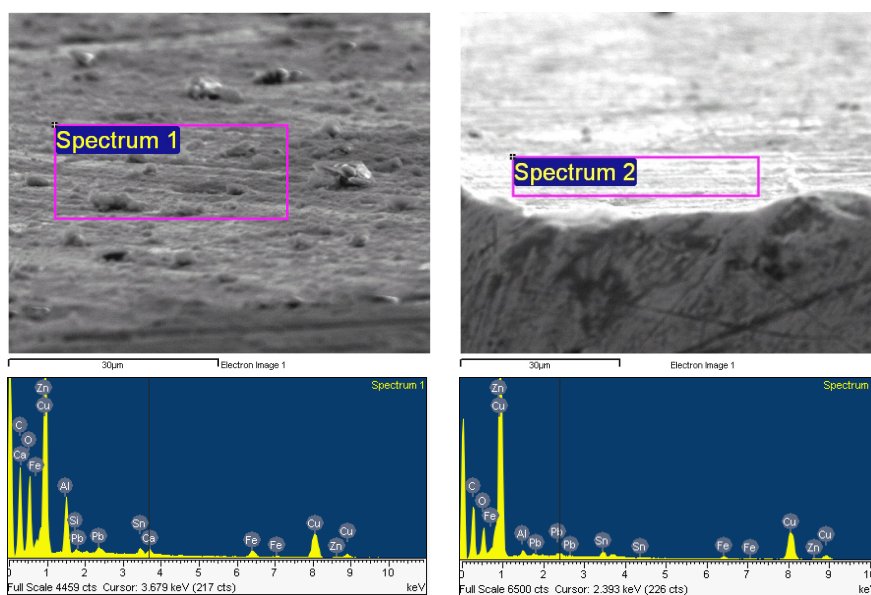 Spectrum 1
Spectrum 2
30µm
Electron Image 1
30µm
Electron Image 1
Spectrum 1
Zn
Cu
C
O
Ca
Fe
Al
Si
Pb
Pb
Sn
Ca
Fe
Fe
Cu
Zn
Cu
0 1 2 3 4 5 6 7 8 9 10
Full Scale 4459 cts Cursor: 3.679 keV (217 cts) keV
Spectrum
Zn
Cu
C
O
Fe
Al
Pb
Pb
Pb
Sn
Sn
Fe
Fe
Cu
Zn
Cu
0 1 2 3 4 5 6 7 8 9 10
Full Scale 6500 cts Cursor: 2.393 keV (226 cts) ke